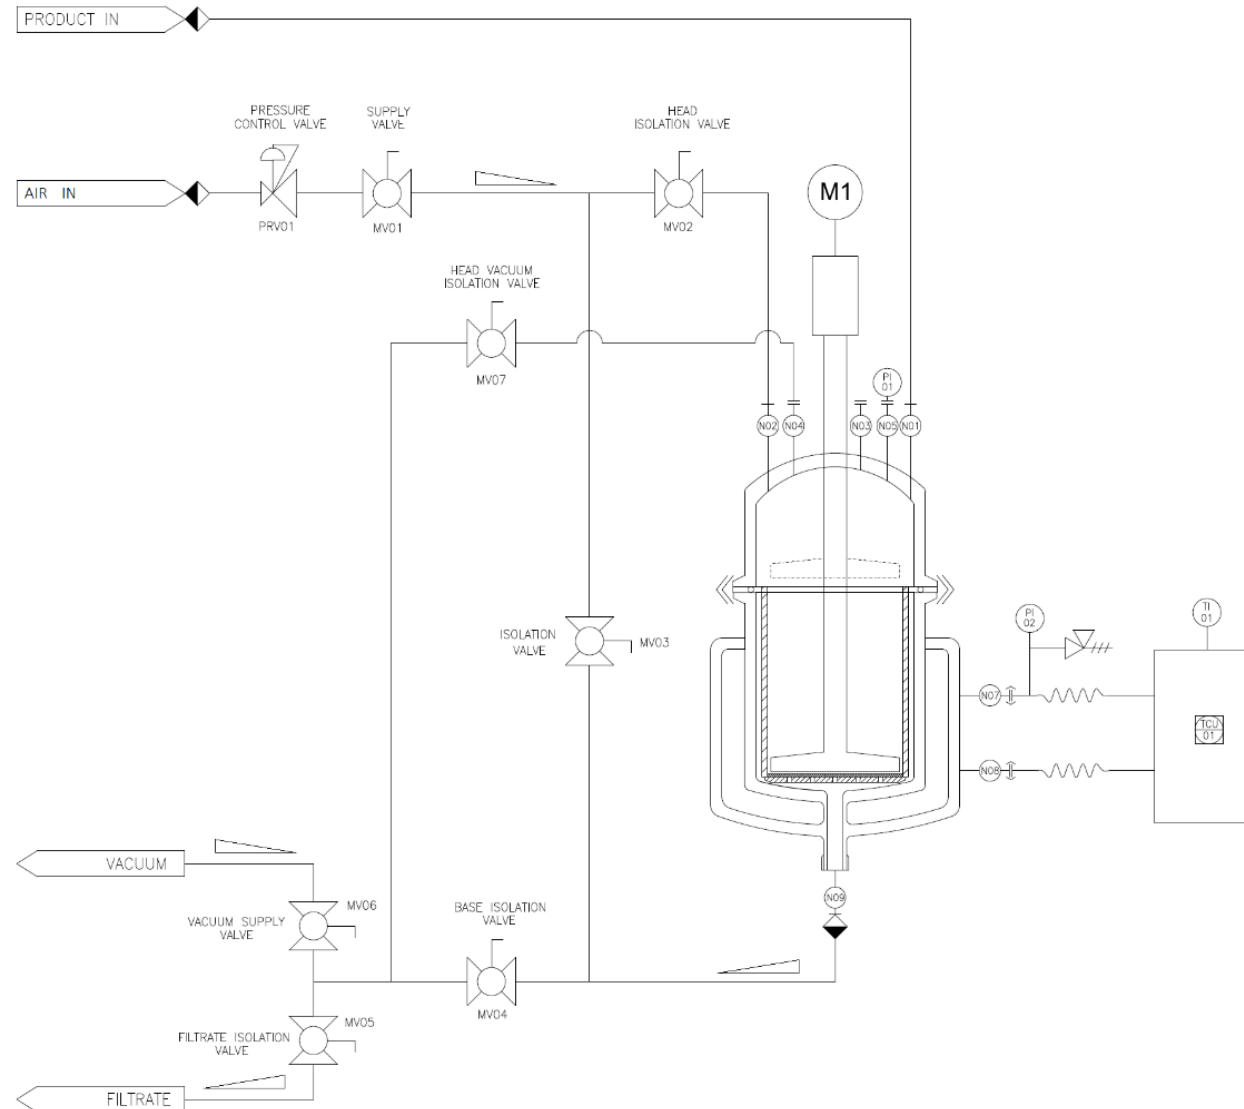 PRODUCT IN
PRESSURE
CONTROL VALVE
SUPPLY
VALVE
HEAD
ISOLATION VALVE
AIR IN
PRV01
MV01
MV02
M1
HEAD VACUUM
ISOLATION VALVE
MV07
PI
01
N02
N04
N03
N05
N01
ISOLATION
VALVE
MV03
PI
02
TI
01
N07
TCU
01
N08
VACUUM
MV06
VACUUM SUPPLY
VALVE
BASE ISOLATION
VALVE
N09
MV04
MV05
FILTRATE ISOLATION
VALVE
FILTRATE